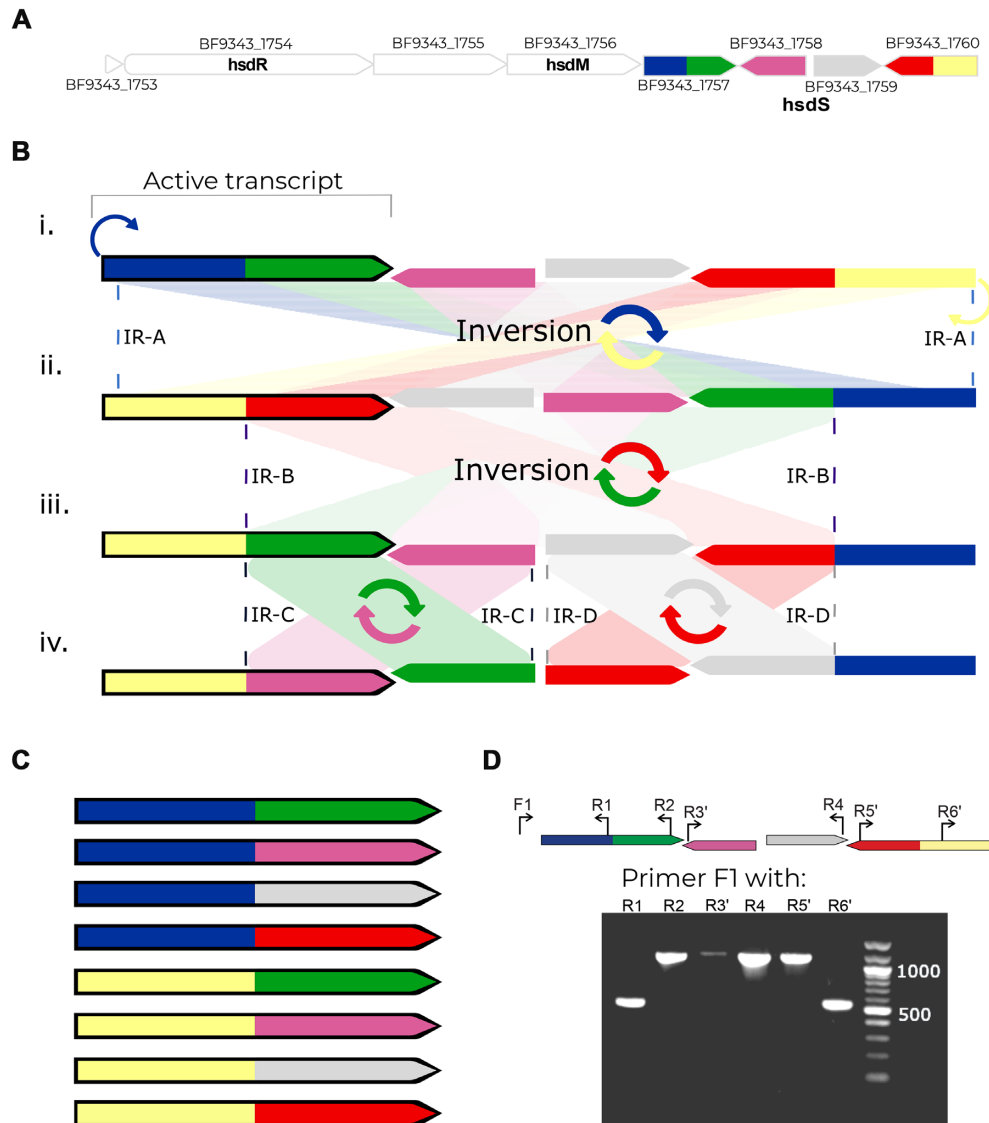 A
BF9343_1754
BF9343_1755
BF9343_1756
BF9343_1758
BF9343_1760
hsdR
hsdM
BF9343_1753
BF9343_1757
BF9343_1759
hsdS
B
Active transcript
i.
Inversion
IR-A
IR-A
ii.
Inversion
IR-B
IR-B
iii.
IR-C
IR-C
IR-D
IR-D
iv.
C
D
F1
R1
R2
R3'
R4
R5'
R6'
Primer F1 with:
R1 R2 R3' R4 R5' R6'
1000
500